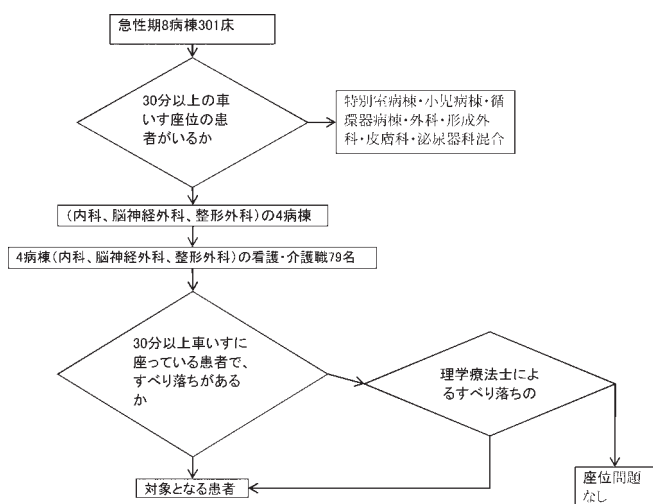 急性期8病棟301床
30分以上の車
いす座位の患
者がいるか
特別室病棟・小児病棟・循
環器病棟・外科・形成外
科・皮膚科・泌尿器科混合
(内科、脳神経外科、整形外科)の4病棟
4病棟(内科、脳神経外科、整形外科)の看護・介護職79名
30分以上車いすに
座っている患者で、
すべり落ちがある
か
理学療法士によ
るすべり落ちの
対象となる患者
座位問題
なし